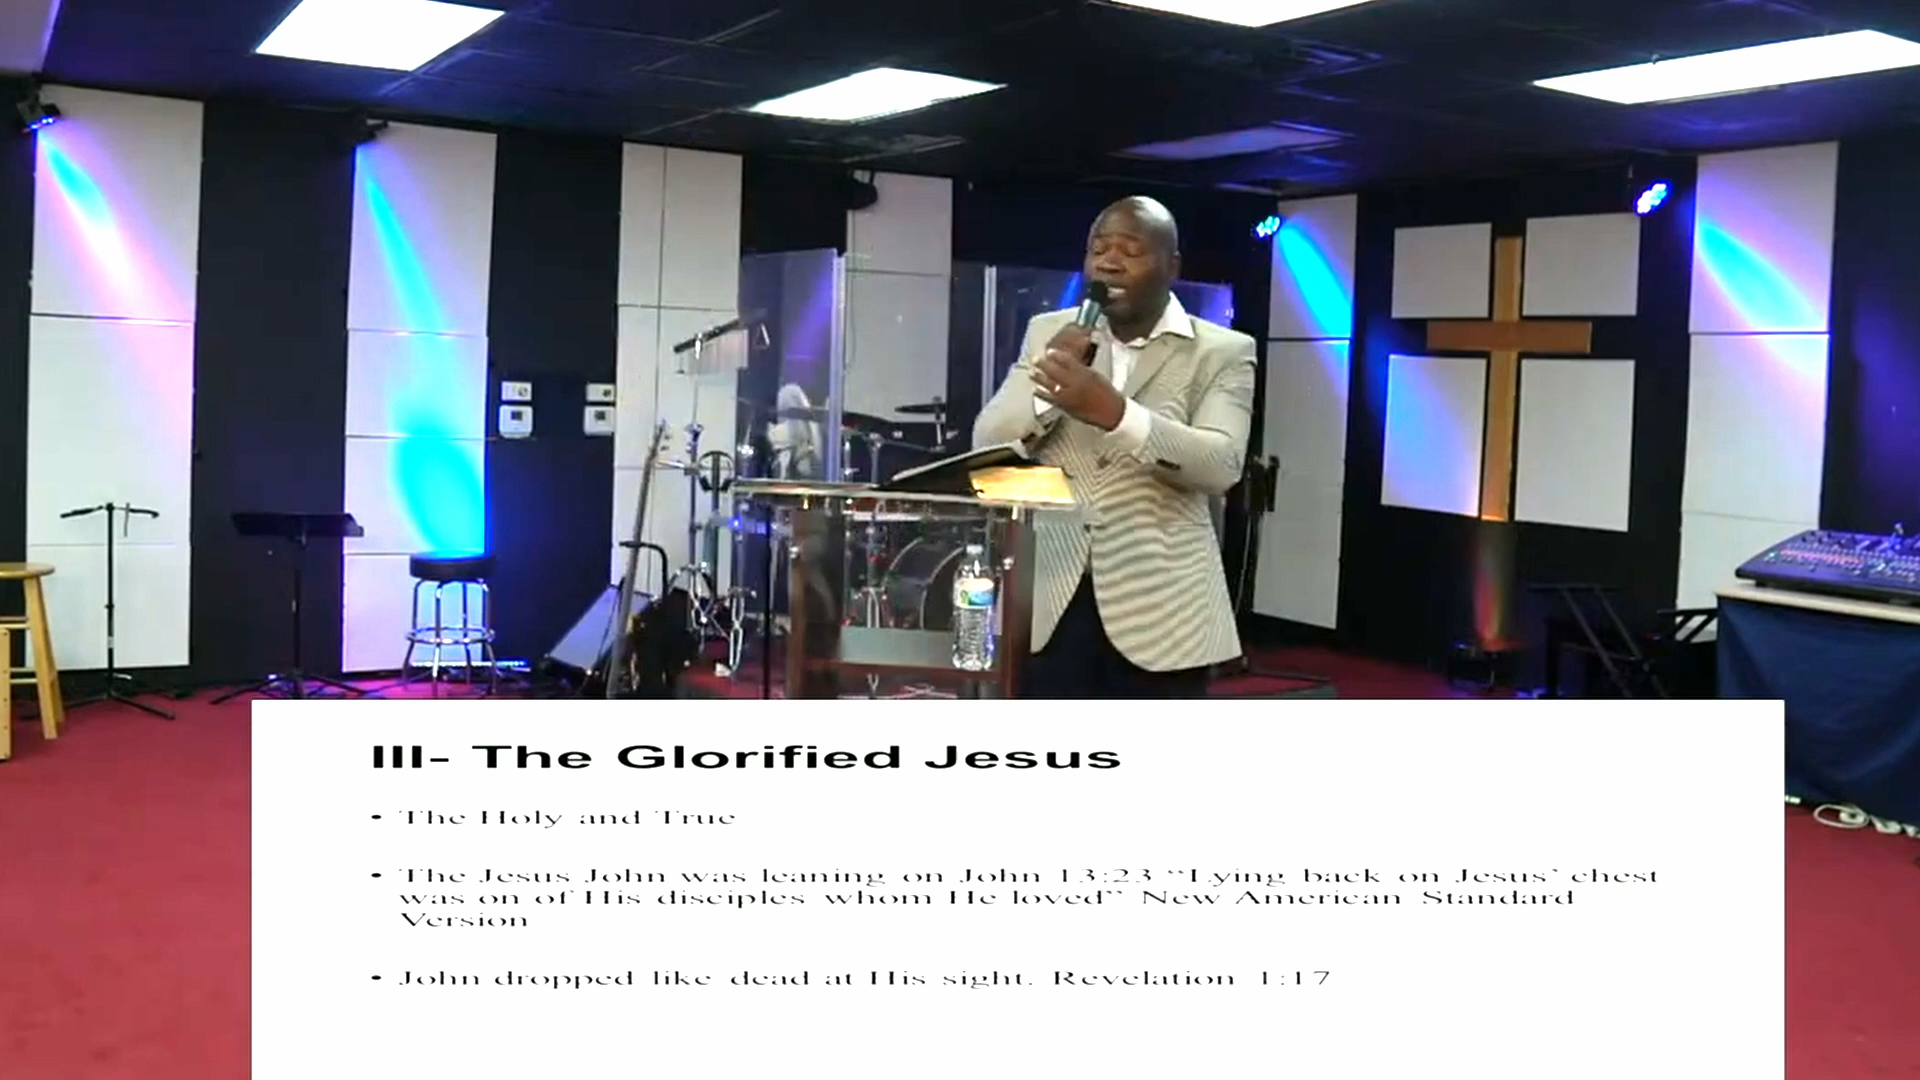 III- The Glorified Jesus
• The Holy and True
• The Jesus John was leaning on John 13:23 “Lying back on Jesus’ chest
was on of His disciples whom He loved” New American Standard
Version
• John dropped like dead at His sight. Revelation 1:17